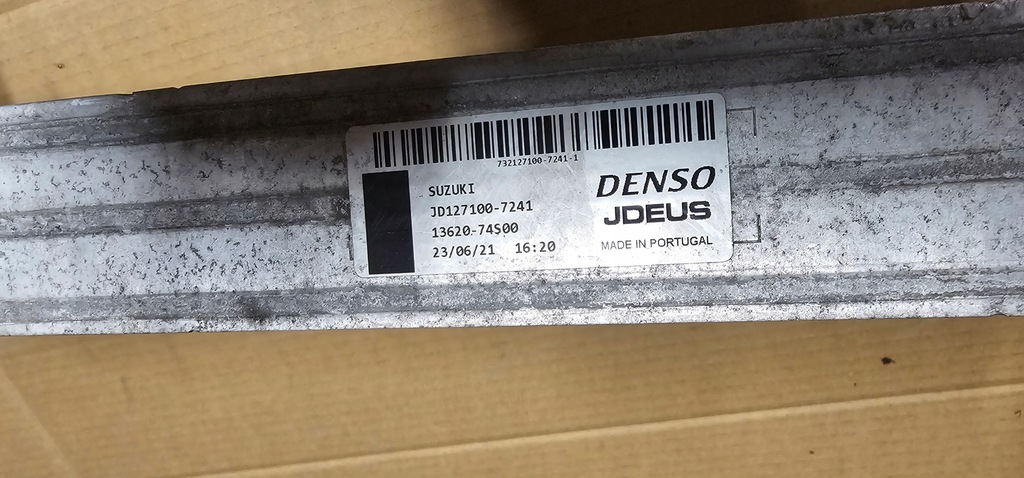 732127100-7241-1
SUZUKI
JD127100-7241
13620-74S00
23/06/21 16:20
DENSO
JDEUS
MADE IN PORTUGAL